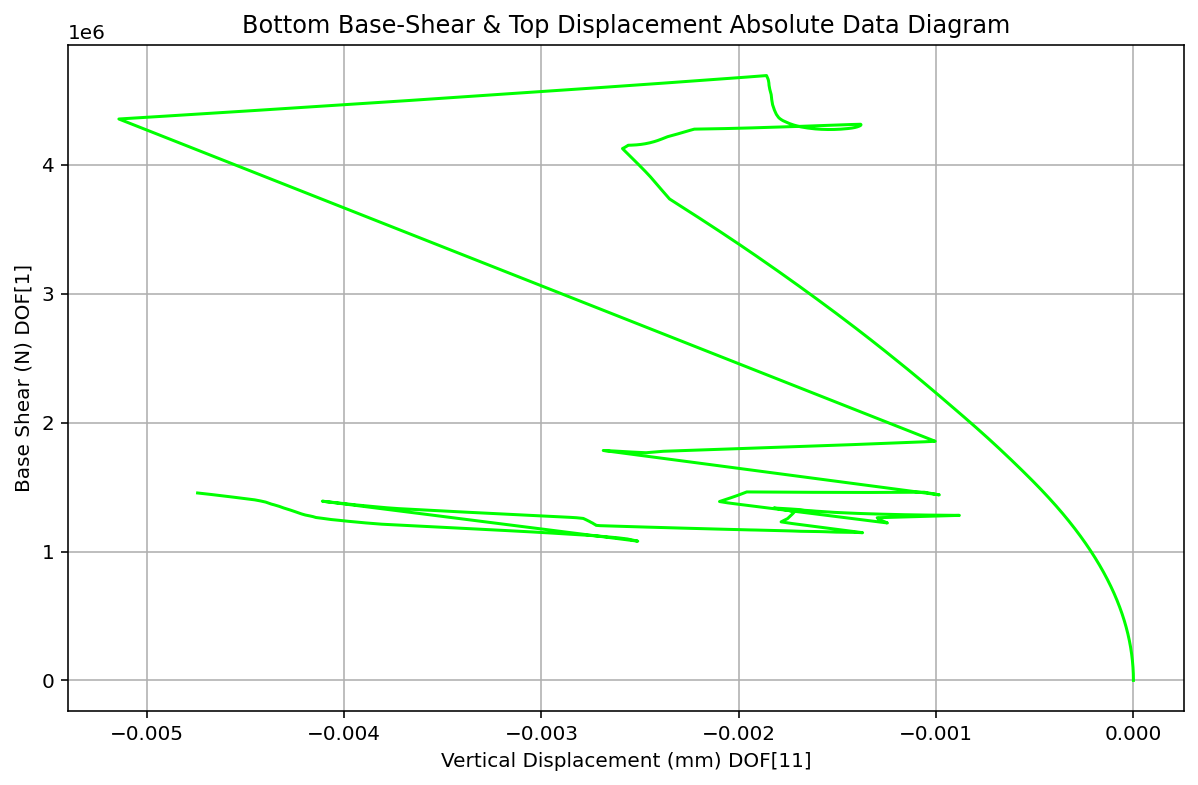 Bottom Base-Shear & Top Displacement Absolute Data Diagram
1e6
4
3
2
1
0
Base Shear (N) DOF[1]
−0.005 −0.004 −0.003 −0.002 −0.001 0.000
Vertical Displacement (mm) DOF[11]